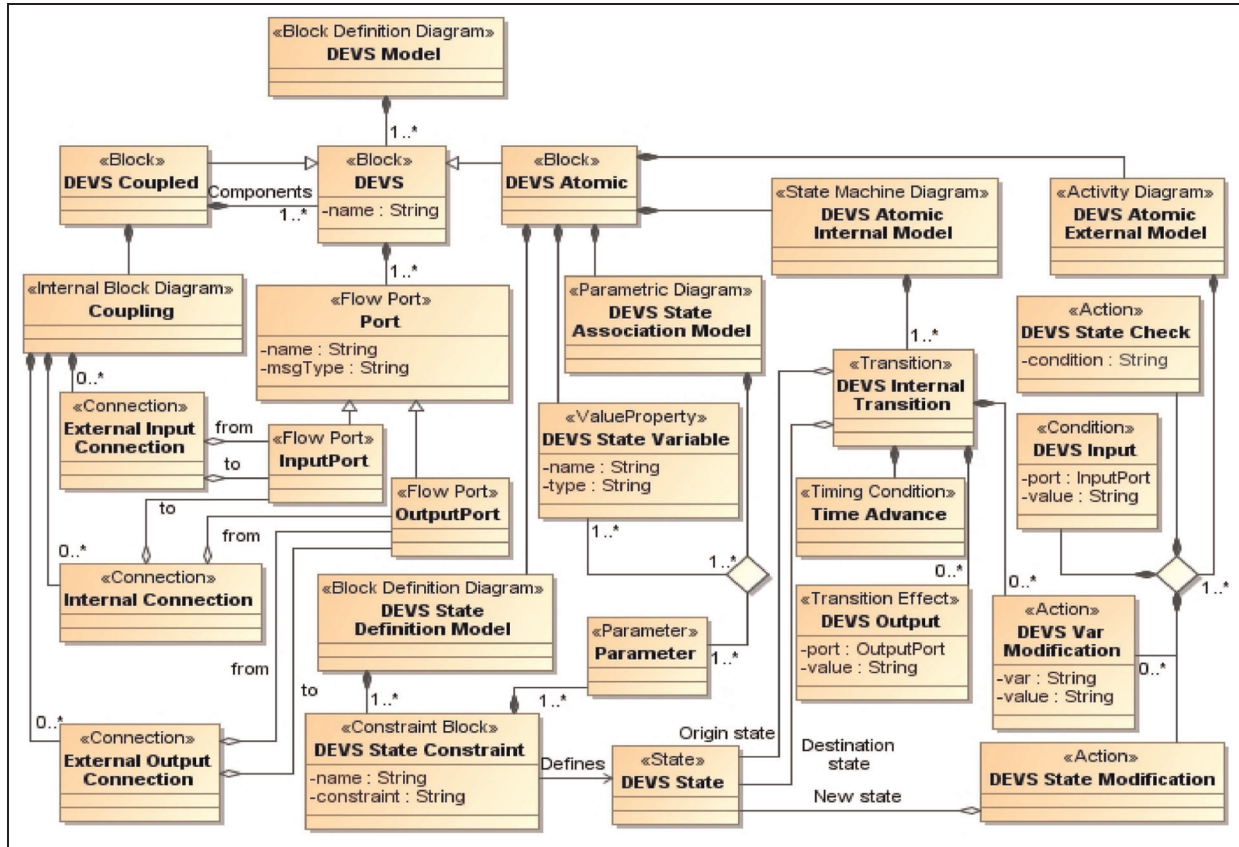 «Block Definition Diagram»
DEVS Model
1..*
«Block»
DEVS Coupled
Components
1..*
«Block»
DEVS
-name : String
«Block»
DEVS Atomic
«State Machine Diagram»
DEVS Atomic
Internal Model
«Activity Diagram»
DEVS Atomic
External Model
1..*
«Internal Block Diagram»
Coupling
«Flow Port»
Port
-name : String
-msgType : String
«Parametric Diagram»
DEVS State
Association Model
«Action»
DEVS State Check
-condition : String
1..*
0..*
«Transition»
DEVS Internal
Transition
«Connection»
External Input
Connection
from
to
«Flow Port»
InputPort
«ValueProperty»
DEVS State Variable
-name : String
-type : String
«Condition»
DEVS Input
-port : InputPort
-value : String
«Flow Port»
OutputPort
«Timing Condition»
Time Advance
to
from
1..*
1..*
0..*
0..*
«Connection»
Internal Connection
«Block Definition Diagram»
DEVS State
Definition Model
0..*
1..*
«Transition Effect»
DEVS Output
-port : OutputPort
-value : String
«Action»
DEVS Var
Modification
-var : String
-value : String
0..*
«Parameter»
Parameter
1..*
from
to
1..*
1..*
0..*
«Connection»
External Output
Connection
«Constraint Block»
DEVS State Constraint
-name : String
-constraint : String
Defines
«State»
DEVS State
Origin state
Destination
state
New state
«Action»
DEVS State Modification